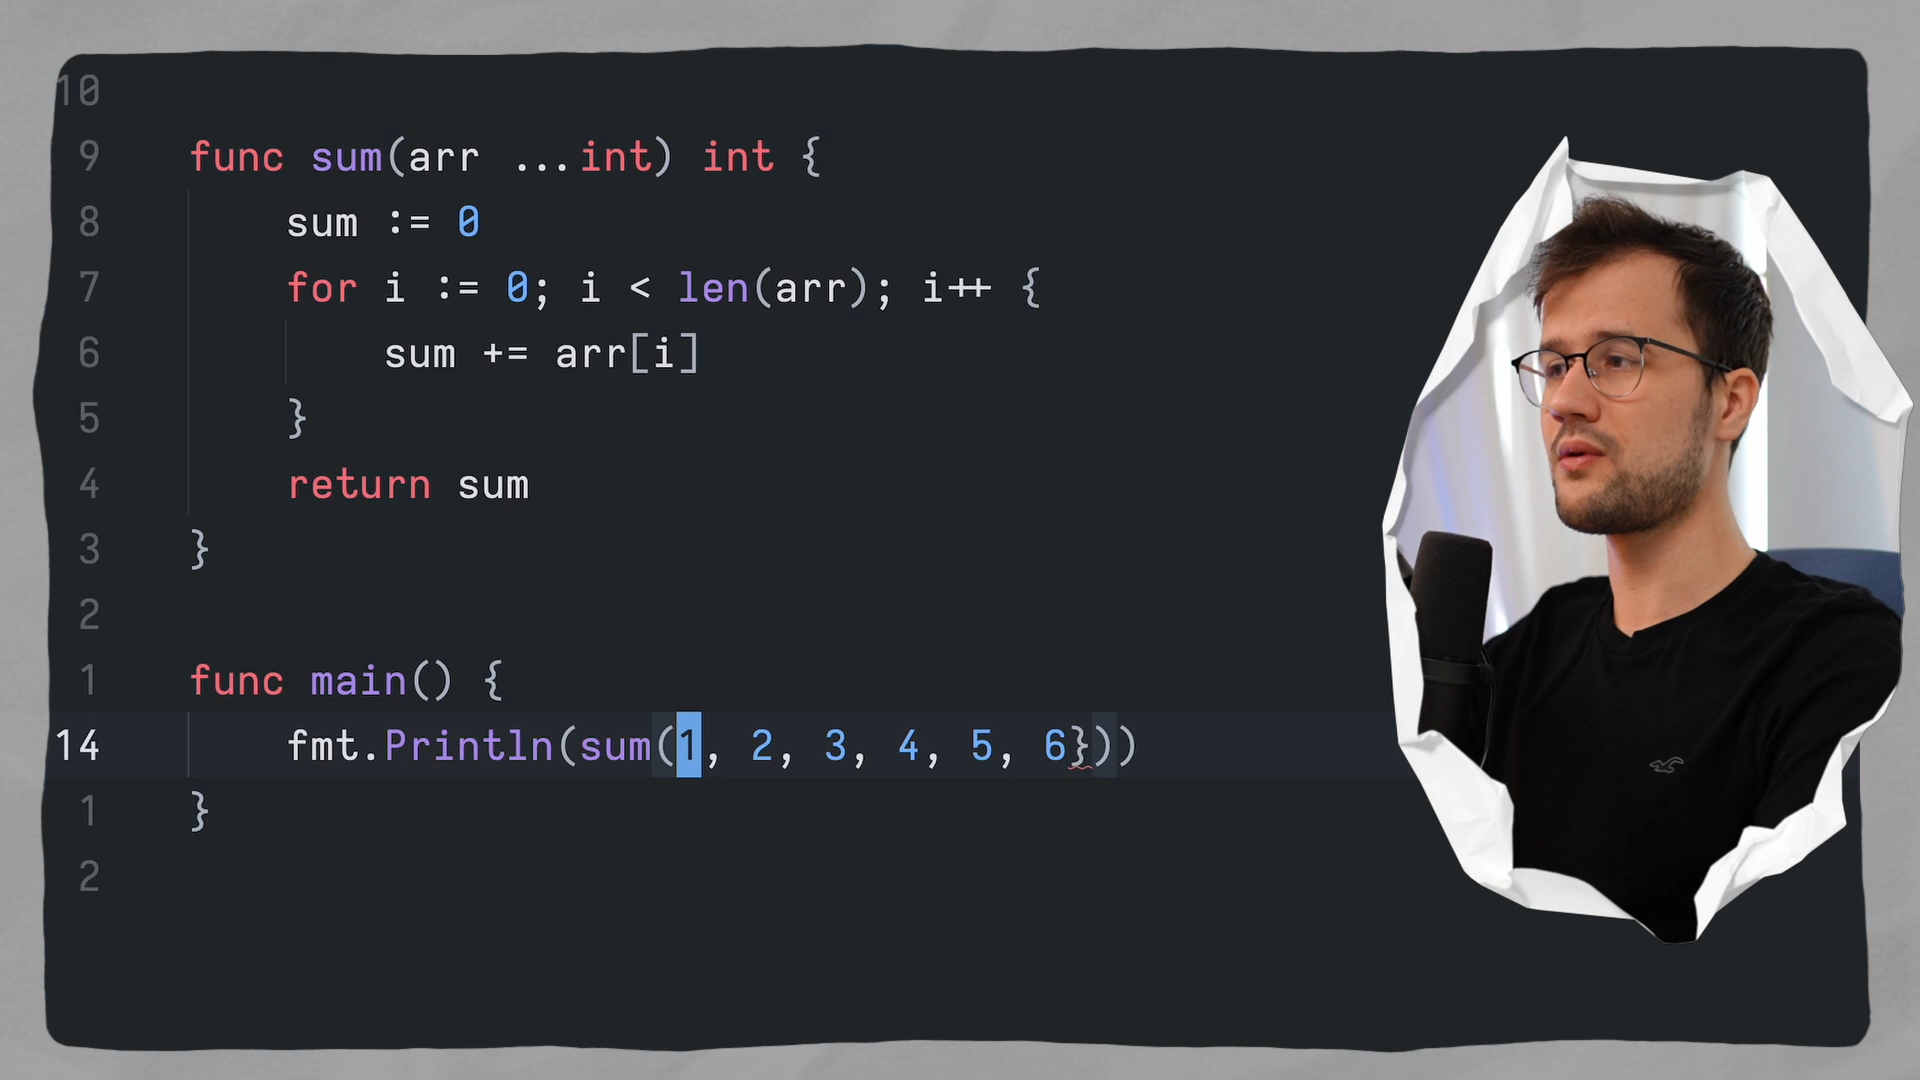 10
9 func sum(arr ...int) int {
8 sum := 0
7 for i := 0; i < len(arr); i++ {
6 sum += arr[i]
5 }
4 return sum
3 }
2
1 func main() {
14 fmt.Println(sum(1, 2, 3, 4, 5, 6}))
1 }
2